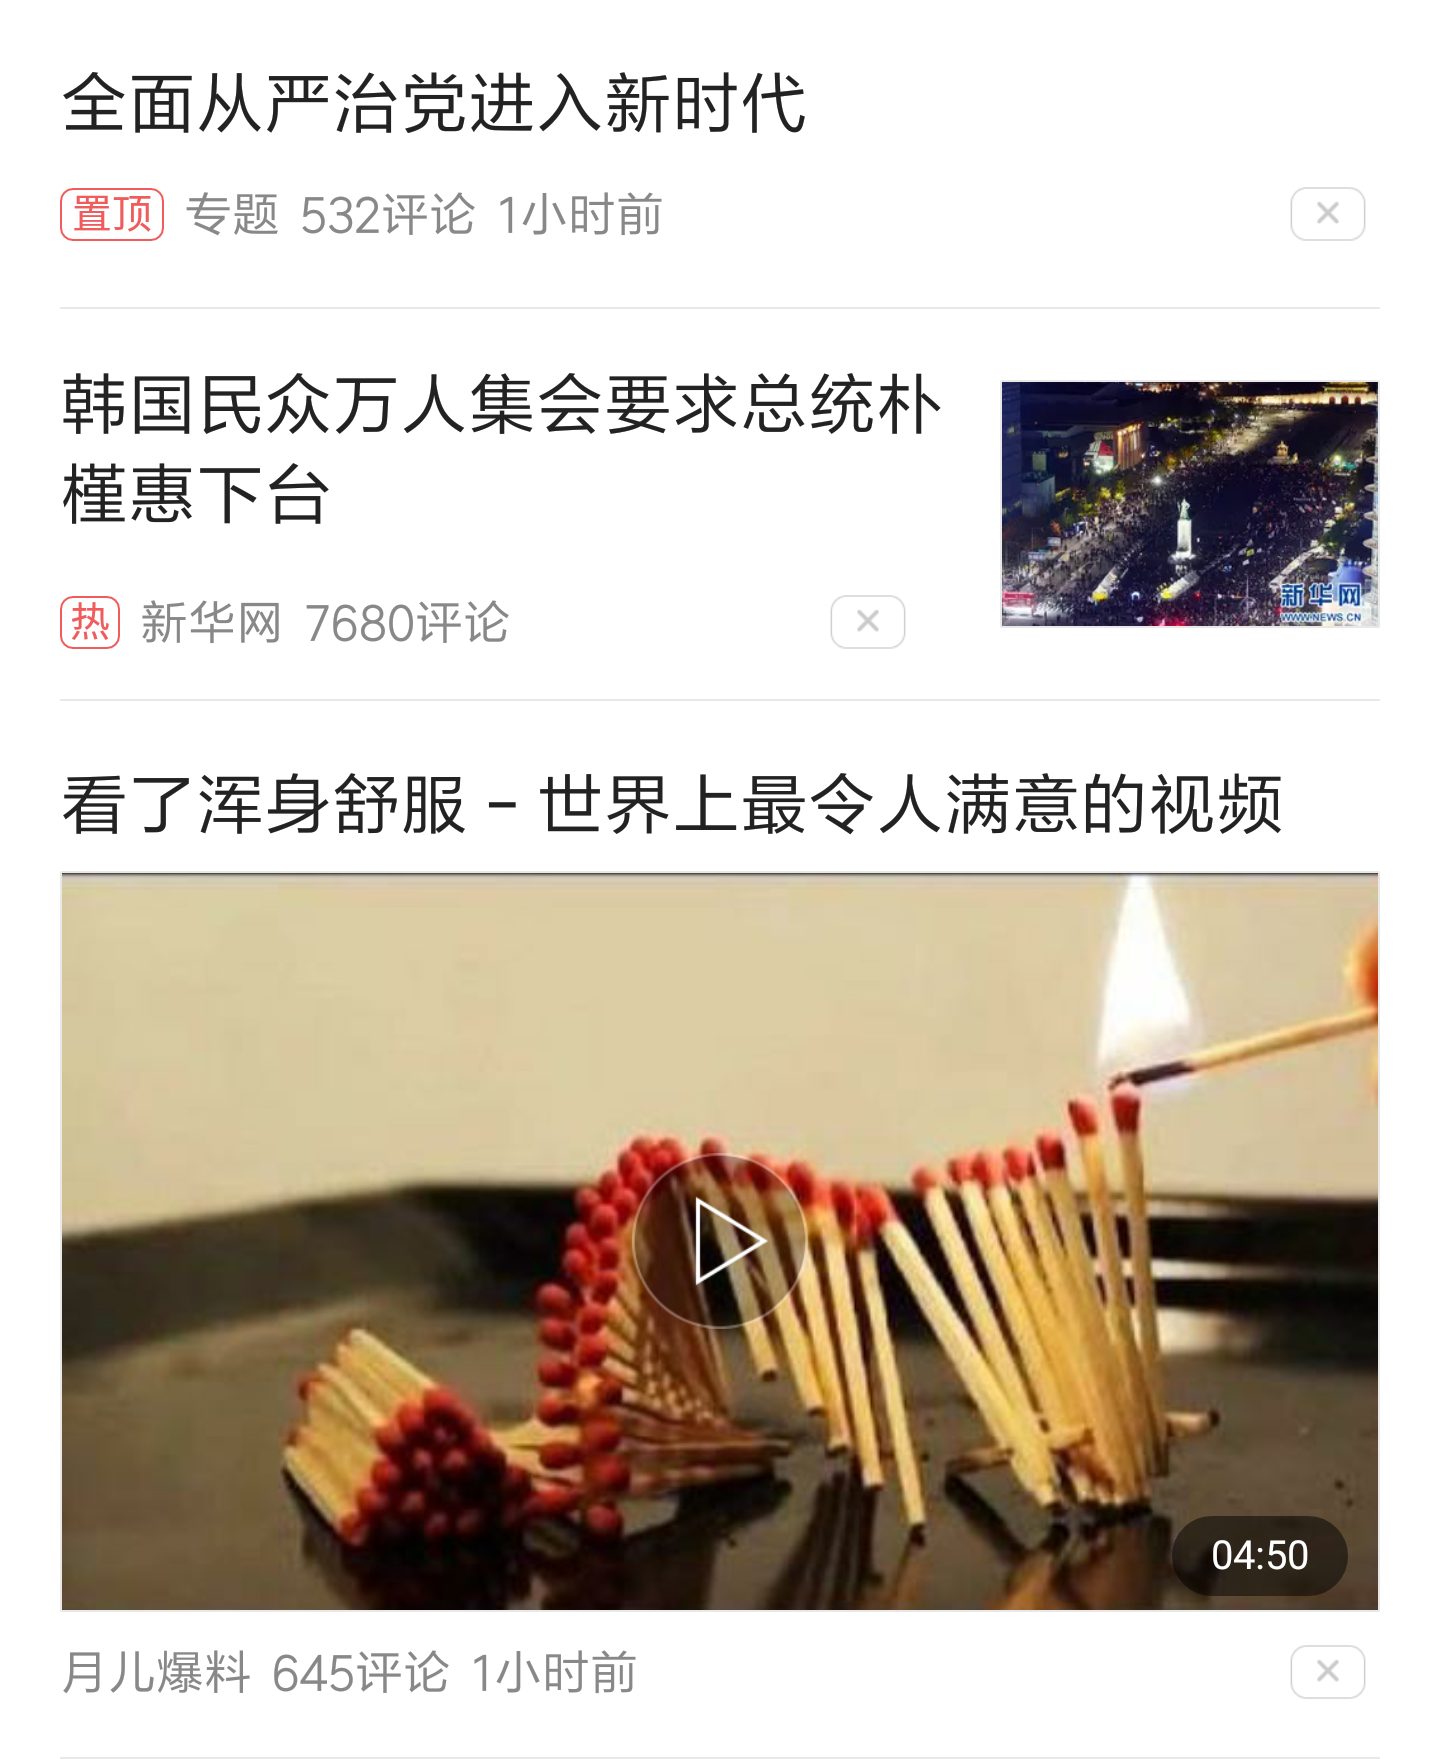 全面从严治党进入新时代
置顶 专题 532评论 1小时前
韩国民众万人集会要求总统朴
槿惠下台
新华网
WWW.NEWS.CN
热 新华网 7680评论
看了浑身舒服 - 世界上最令人满意的视频
04:50
月儿爆料 645评论 1小时前